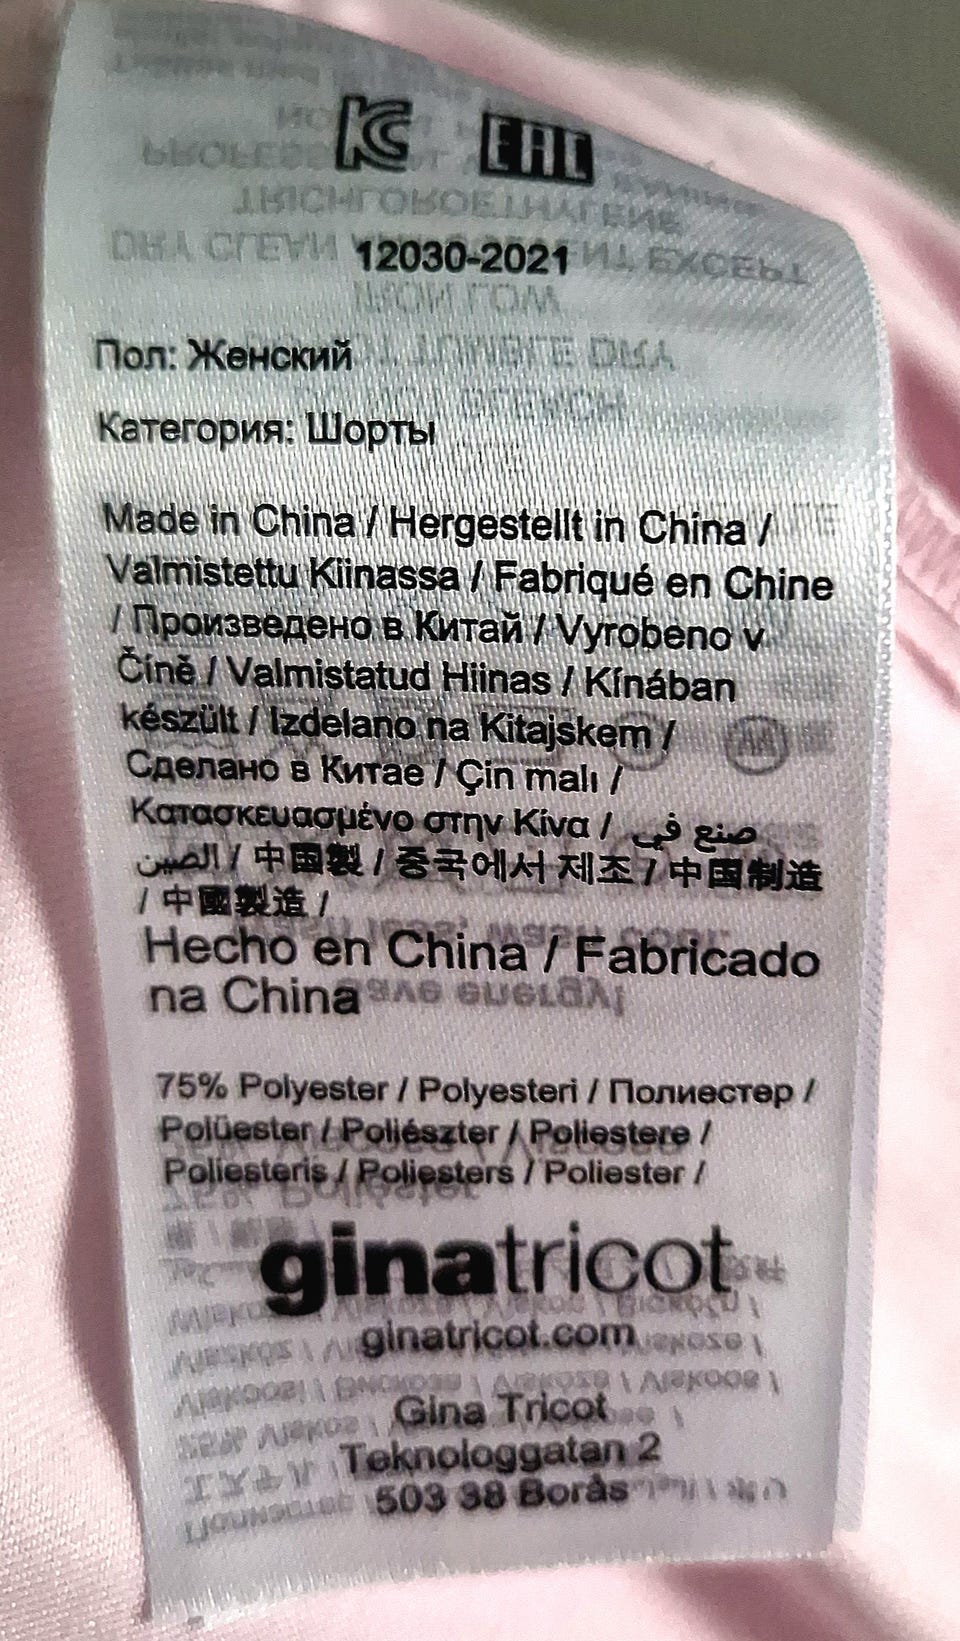 KC EAC
12030-2021
Пол: Женский
Категория: Шорты
Made in China / Hergestellt in China /
Valmistettu Kiinassa / Fabriqué en Chine
/ Произведено в Китай / Vyrobeno v
Číně / Valmistatud Hiinas / Kínában
készült / Izdelano na Kitajskem /
Сделано в Китае / Çin malı /
Κατασκευασμένο στην Κίνα / صنع في
الصين / 中国製 / 중국에서 제조 / 中国制造
/ 中國製造 /
Hecho en China / Fabricado
na China
75% Polyester / Polyesteri / Полиестер /
Polüester / Poliészter / Poliestere /
Poliesteris / Poliesters / Poliester /
ginatricot
ginatricot.com
Gina Tricot
Teknologgatan 2
503 38 Borås